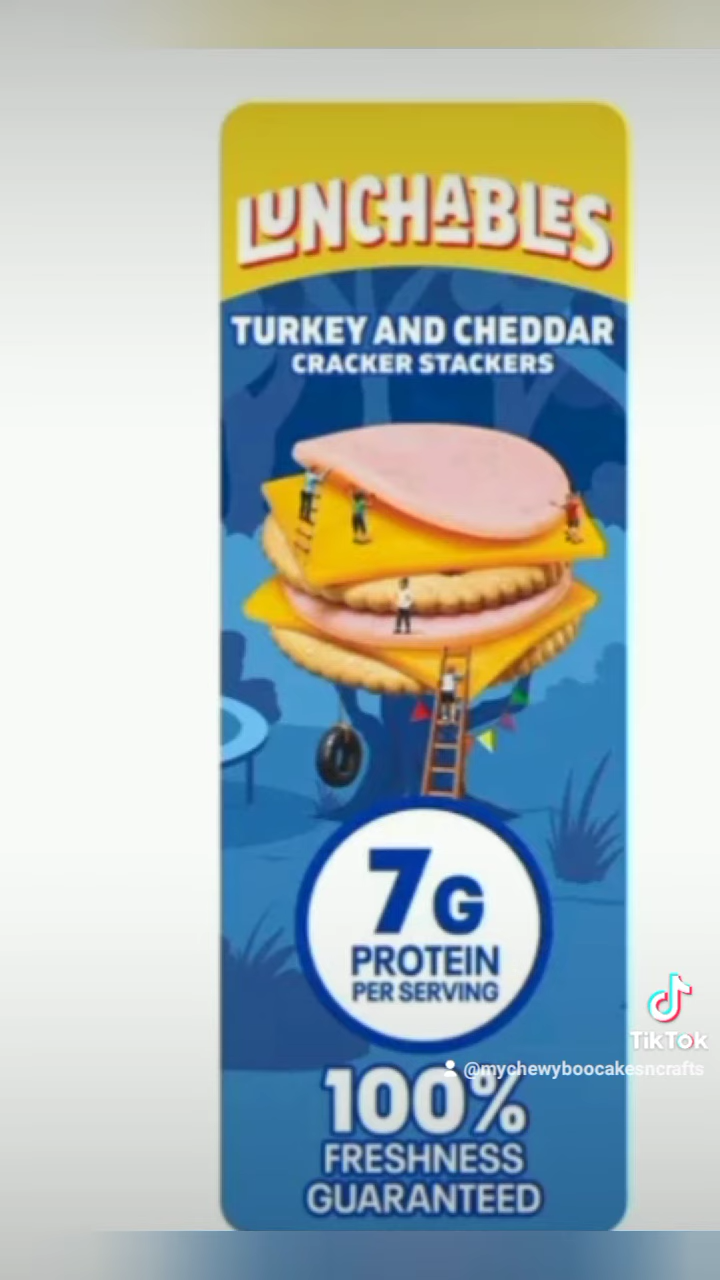 LUNCHABLES
TURKEY AND CHEDDAR
CRACKER STACKERS
7G
PROTEIN
PER SERVING
TikTok
@mychewyboocakesncrafts
100%
FRESHNESS
GUARANTEED